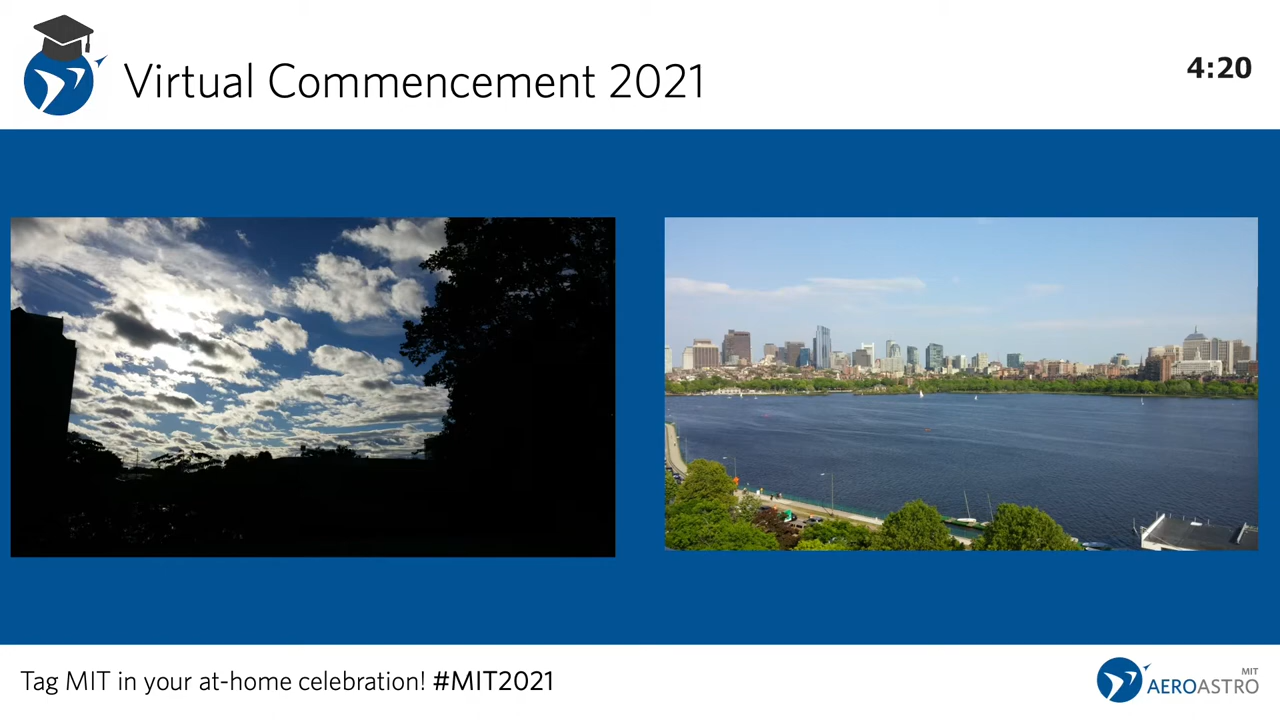 Virtual Commencement 2021
4:20
Tag MIT in your at-home celebration! #MIT2021
MIT
AEROASTRO